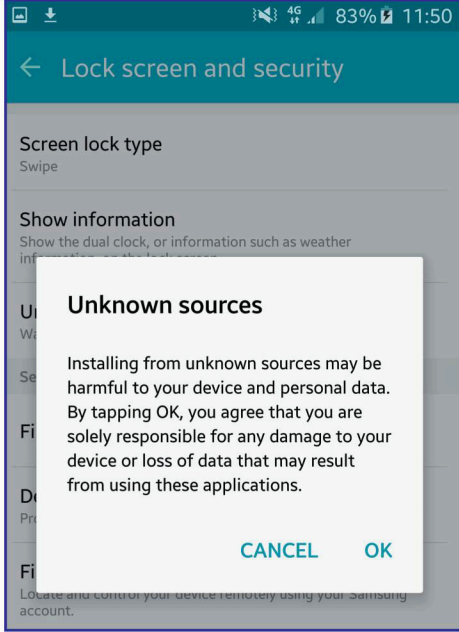 4G 83% 11:50
Lock screen and security
Screen lock type
Swipe
Show information
Show the dual clock, or information such as weather
Unknown sources
Installing from unknown sources may be
harmful to your device and personal data.
By tapping OK, you agree that you are
solely responsible for any damage to your
device or loss of data that may result
from using these applications.
CANCEL OK
Locate and control your device remotely using your Samsung
account.